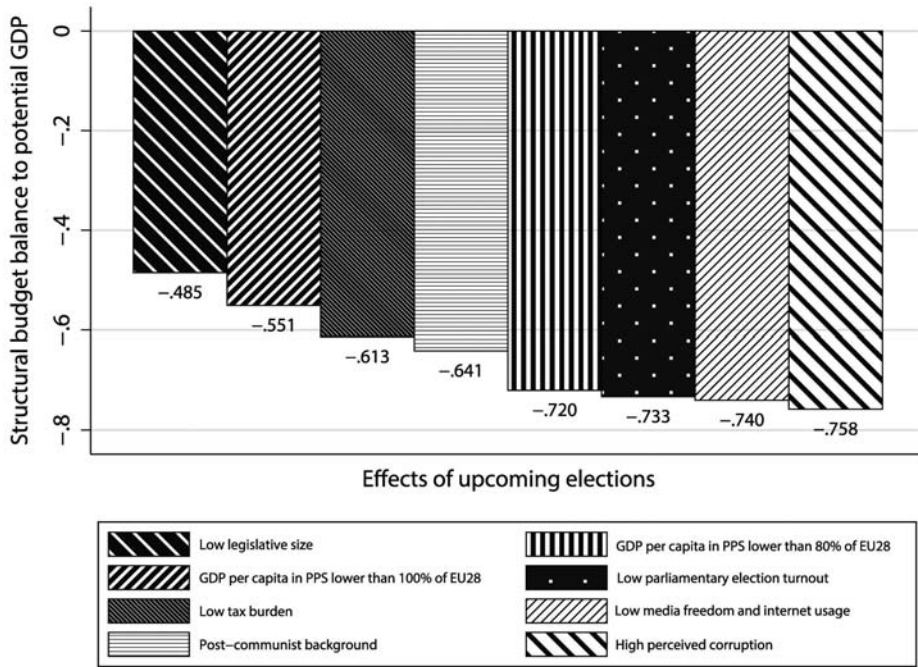 Structural budget balance to potential GDP
0
−.2
−.4
−.6
−.8
−.485
−.551
−.613
−.641
−.720
−.733
−.740
−.758
Effects of upcoming elections
Low legislative size
GDP per capita in PPS lower than 100% of EU28
Low tax burden
Post−communist background
GDP per capita in PPS lower than 80% of EU28
Low parliamentary election turnout
Low media freedom and internet usage
High perceived corruption